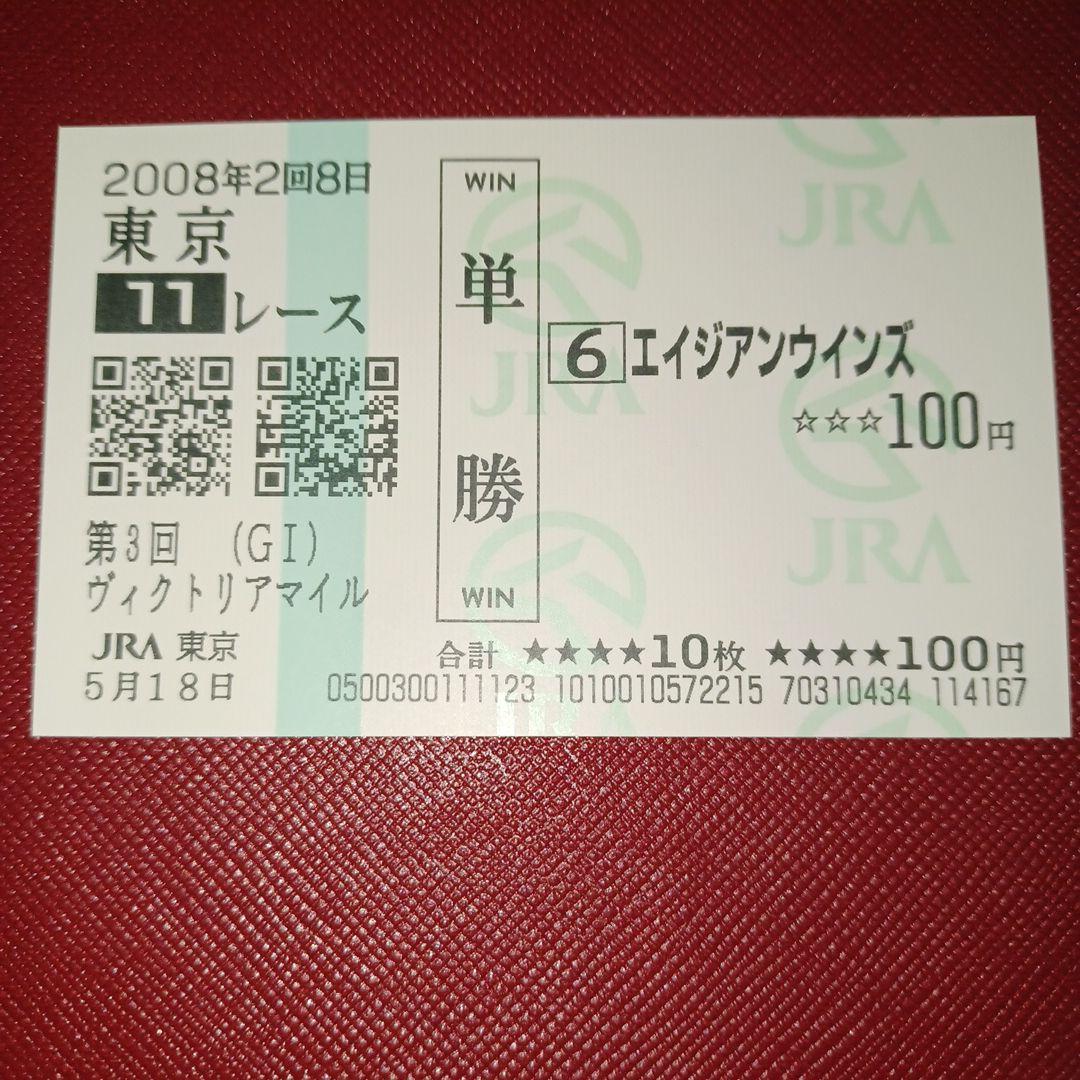 2008年2回8日
東京
11レース
第3回 (GⅠ)
ヴィクトリアマイル
JRA 東京
5月18日
WIN
単
勝
WIN
6 エイジアンウインズ
☆☆☆100円
合計 ★★★★10枚 ★★★★100円
0500300111123 1010010572215 70310434 114167
JRA
JRA
JRA